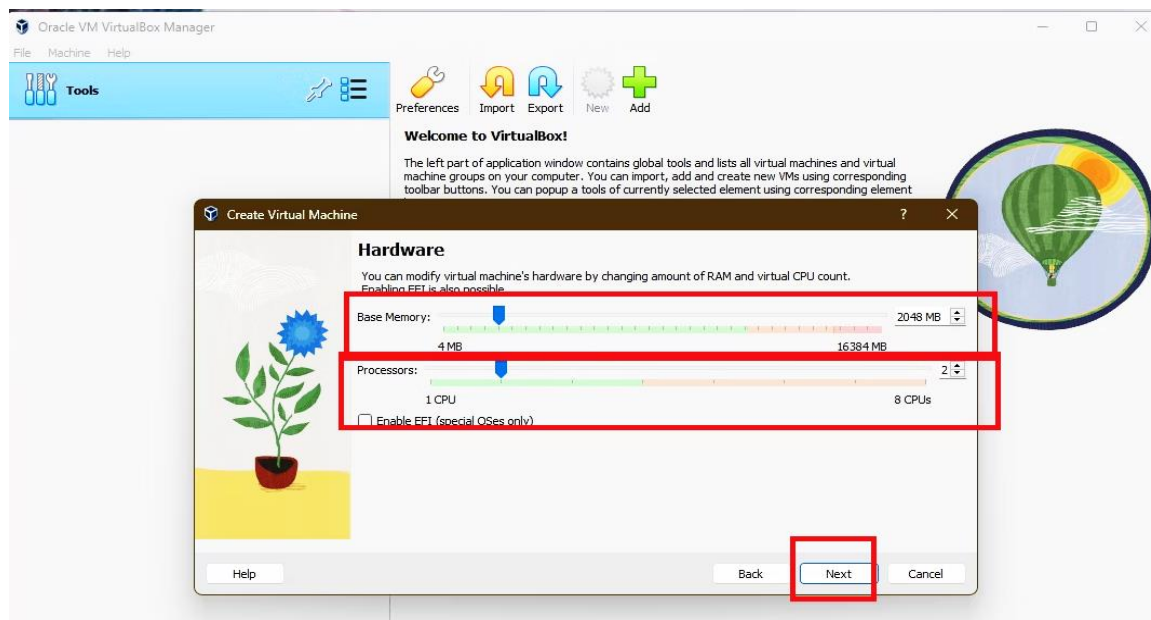 Oracle VM VirtualBox Manager
File Machine Help
Tools
Preferences Import Export New Add
Welcome to VirtualBox!
The left part of application window contains global tools and lists all virtual machines and virtual
machine groups on your computer. You can import, add and create new VMs using corresponding
toolbar buttons. You can popup a tools of currently selected element using corresponding element
Create Virtual Machine ? ×
Hardware
You can modify virtual machine's hardware by changing amount of RAM and virtual CPU count.
Enabling EFI is also possible.
Base Memory: 2048 MB
4 MB 16384 MB
Processors: 2
1 CPU 8 CPUs
Enable EFI (special OSes only)
Help Back Next Cancel